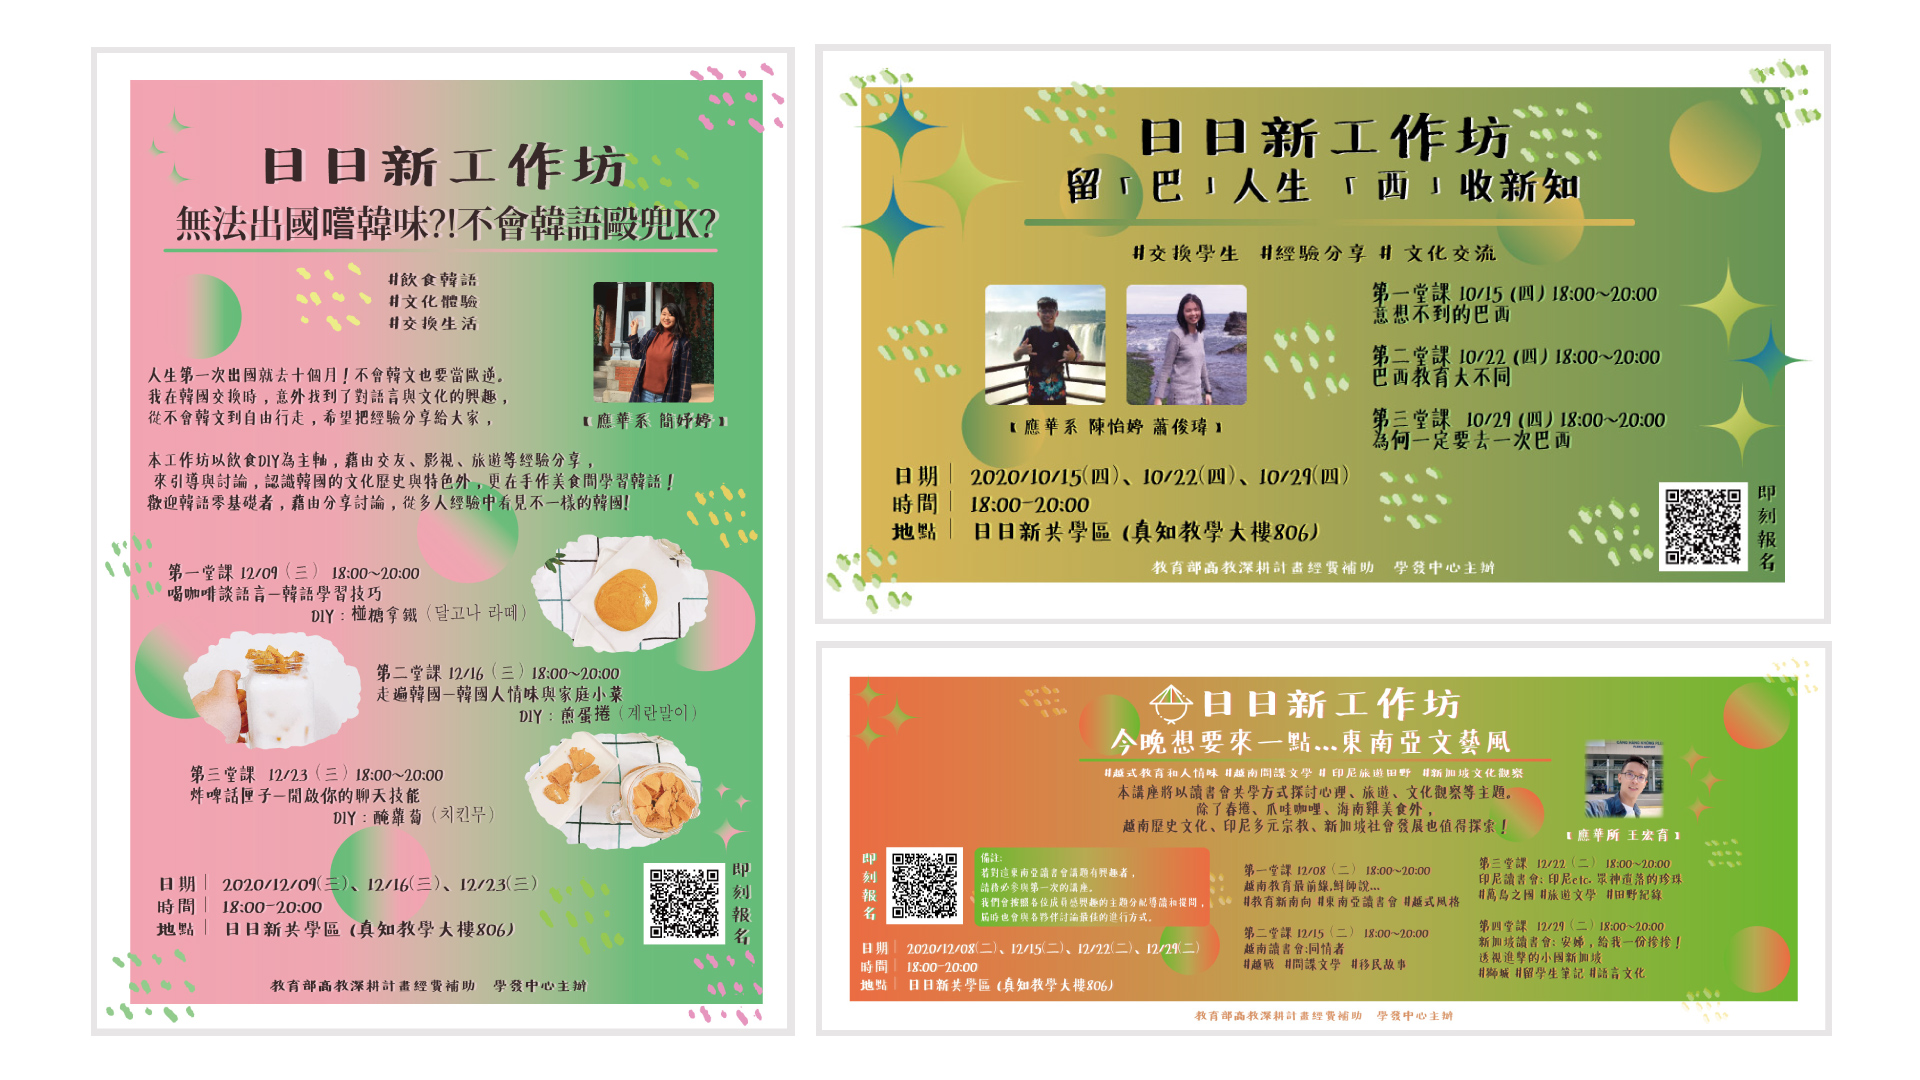 日日新工作坊
無法出國嚐韓味?!不會韓語毆兜K?
#飲食韓語
#文化體驗
#交換生活
【應華系 簡妤婷】
人生第一次出國就去十個月!不會韓文也要當歐逆。
我在韓國交換時,意外找到了對語言與文化的興趣,
從不會韓文到自由行走,希望把經驗分享給大家,
本工作坊以飲食DIY為主軸,藉由交友、影視、旅遊等經驗分享,
來引導與討論,認識韓國的文化歷史與特色外,更在手作美食間學習韓語!
歡迎韓語零基礎者,藉由分享討論,從多人經驗中看見不一樣的韓國!
第一堂課 12/09(三) 18:00~20:00
喝咖啡談語言—韓語學習技巧
DIY:椪糖拿鐵(달고나 라떼)
第二堂課 12/16(三)18:00~20:00
走遍韓國—韓國人情味與家庭小菜
DIY:煎蛋捲(계란말이)
第三堂課 12/23(三)18:00~20:00
炸啤話匣子—開啟你的聊天技能
DIY:醃蘿蔔(치킨무)
日期| 2020/12/09(三)、12/16(三)、12/23(三)
時間| 18:00-20:00
地點| 日日新共學區 (真知教學大樓806)
即刻報名
教育部高教深耕計畫經費補助 學發中心主辦
日日新工作坊
留「巴」人生 「西」收新知
#交換學生 #經驗分享 # 文化交流
【應華系 陳怡婷 蕭俊瑋】
第一堂課 10/15 (四) 18:00~20:00
意想不到的巴西
第二堂課 10/22 (四) 18:00~20:00
巴西教育大不同
第三堂課 10/29 (四) 18:00~20:00
為何一定要去一次巴西
日期| 2020/10/15(四)、10/22(四)、10/29(四)
時間| 18:00-20:00
地點| 日日新共學區 (真知教學大樓806)
即刻報名
教育部高教深耕計畫經費補助 學發中心主辦
日日新工作坊
今晚想要來一點...東南亞文藝風
#越式教育和人情味 #越南間諜文學 # 印尼旅遊田野 #新加坡文化觀察
本講座將以讀書會共學方式探討心理、旅遊、文化觀察等主題。
除了春捲、爪哇咖哩、海南雞美食外,
越南歷史文化、印尼多元宗教、新加坡社會發展也值得探索!
【應華所 王宏育】
即刻報名
備註:
若對這東南亞讀書會議題有興趣者,
請務必參與第一次的講座。
我們會按照各位成員感興趣的主題分配導讀和提問,
屆時也會與各夥伴討論最佳的進行方式。
日期| 2020/12/08(二)、12/15(二)、12/22(二)、12/29(二)
時間| 18:00-20:00
地點| 日日新共學區 (真知教學大樓806)
第一堂課 12/08(二) 18:00~20:00
越南教育最前線,鮮師說...
#教育新南向 #東南亞讀書會 #越式風格
第二堂課 12/15(二) 18:00~20:00
越南讀書會:同情者
#越戰 #間諜文學 #移民故事
第三堂課 12/22(二) 18:00~20:00
印尼讀書會: 印尼etc. 眾神遺落的珍珠
#萬島之國 #旅遊文學 #田野紀錄
第四堂課 12/29(二) 18:00~20:00
新加坡讀書會: 安娣,給我一份摻摻!
透視進擊的小國新加坡
#獅城 #留學生筆記 #語言文化
教育部高教深耕計畫經費補助 學發中心主辦